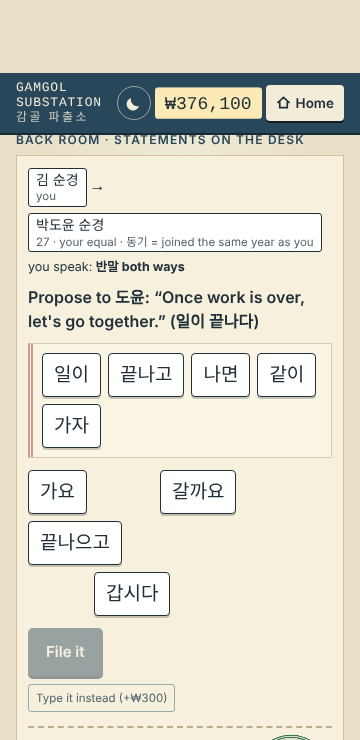 GAMGOL
SUBSTATION
감골 파출소
₩376,100
Home
BACK ROOM · STATEMENTS ON THE DESK
김 순경 →
you
박도윤 순경
27 · your equal · 동기 = joined the same year as you
you speak: 반말 both ways
Propose to 도윤: “Once work is over,
let's go together.” (일이 끝나다)
일이 끝나고 나면 같이
가자
가요 갈까요
끝나으고
갑시다
File it
Type it instead (+₩300)